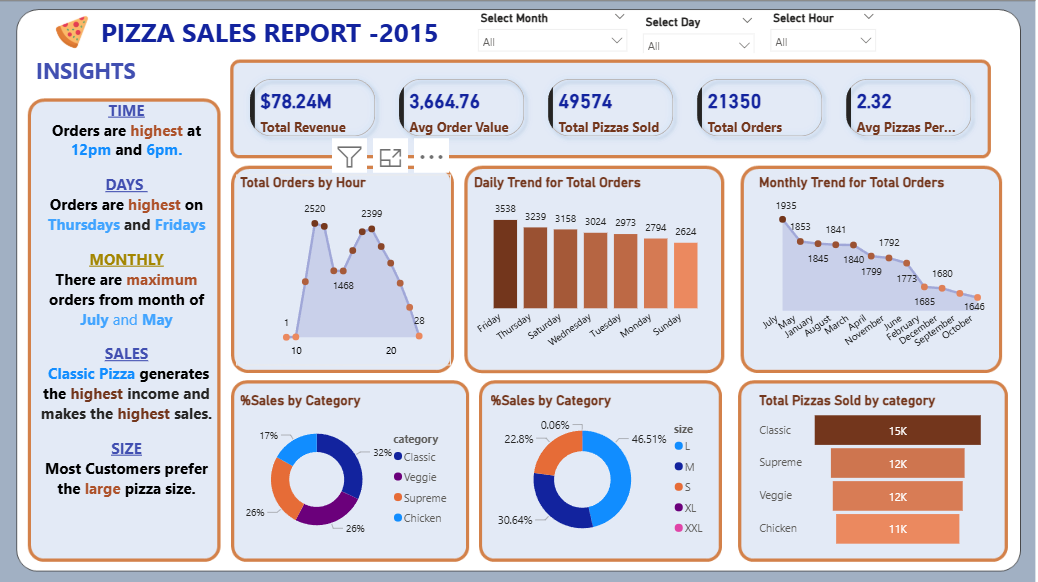 PIZZA SALES REPORT -2015
Select Month
All
Select Day
All
Select Hour
All
INSIGHTS
TIME
Orders are highest at
12pm and 6pm.
DAYS
Orders are highest on
Thursdays and Fridays
MONTHLY
There are maximum
orders from month of
July and May
SALES
Classic Pizza generates
the highest income and
makes the highest sales.
SIZE
Most Customers prefer
the large pizza size.
$78.24M
Total Revenue
3,664.76
Avg Order Value
49574
Total Pizzas Sold
21350
Total Orders
2.32
Avg Pizzas Per...
Total Orders by Hour
2520
2399
1468
1
28
10
20
Daily Trend for Total Orders
3538
3239
3158
3024
2973
2794
2624
Friday
Thursday
Saturday
Wednesday
Tuesday
Monday
Sunday
Monthly Trend for Total Orders
1935
1853
1845
1841
1840
1799
1792
1773
1685
1680
1646
July
May
January
August
March
April
November
June
February
December
September
October
%Sales by Category
17%
32%
26%
26%
category
Classic
Veggie
Supreme
Chicken
%Sales by Category
0.06%
22.8%
46.51%
30.64%
size
L
M
S
XL
XXL
Total Pizzas Sold by category
Classic
15K
Supreme
12K
Veggie
12K
Chicken
11K